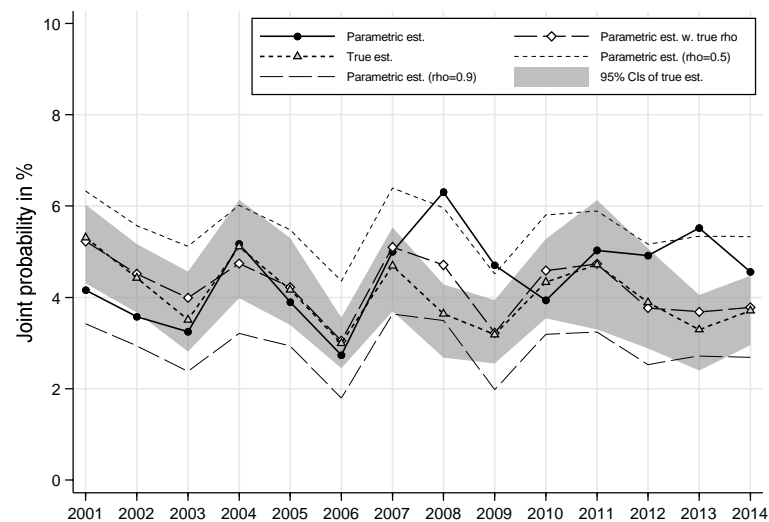 10
8
6
4
2
0
Joint probability in %
Parametric est.
True est.
Parametric est. (rho=0.9)
Parametric est. w. true rho
Parametric est. (rho=0.5)
95% CIs of true est.
2001 2002 2003 2004 2005 2006 2007 2008 2009 2010 2011 2012 2013 2014